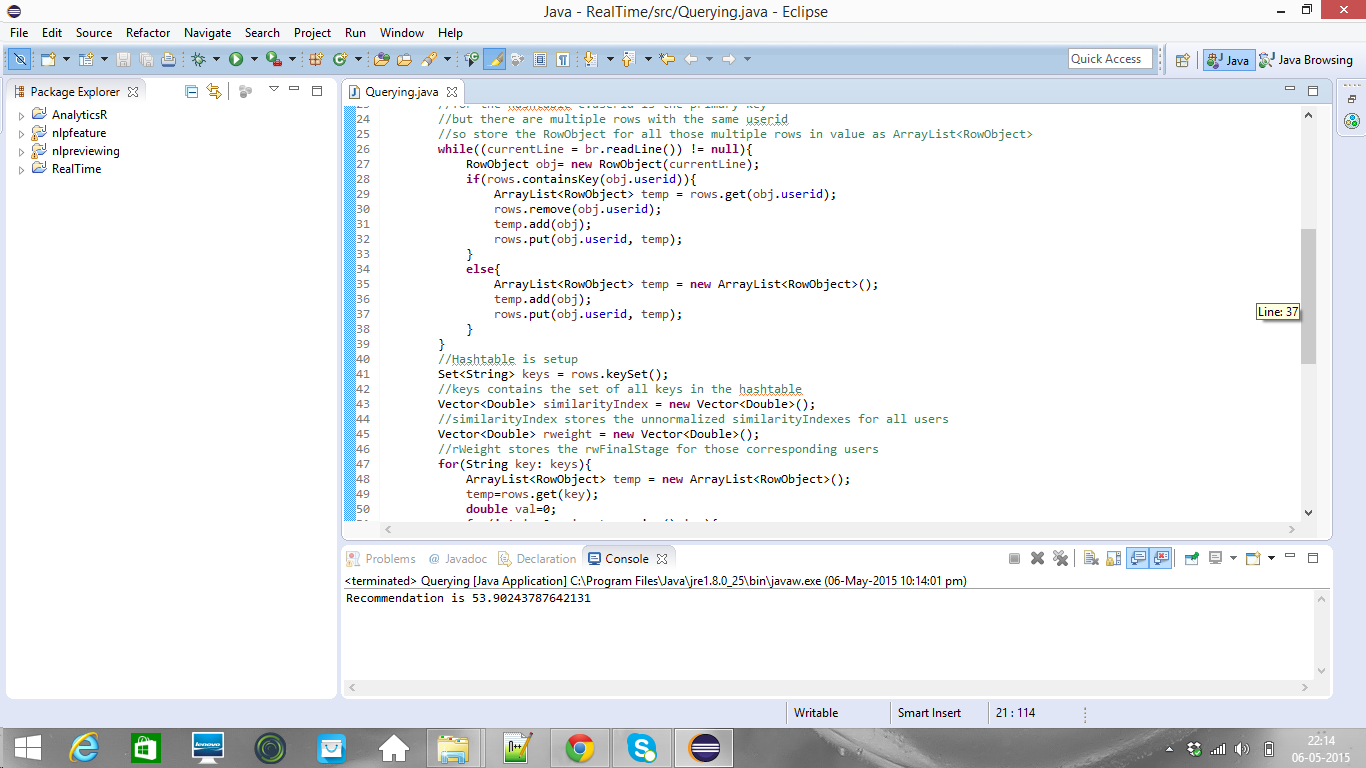 Java - RealTime/src/Querying.java - Eclipse
File Edit Source Refactor Navigate Search Project Run Window Help
Quick Access
Java
Java Browsing
Package Explorer
AnalyticsR
nlpfeature
nlpreviewing
RealTime
Querying.java
24 //but there are multiple rows with the same userid
25 //so store the RowObject for all those multiple rows in value as ArrayList<RowObject>
26 while((currentLine = br.readLine()) != null){
27 RowObject obj= new RowObject(currentLine);
28 if(rows.containsKey(obj.userid)){
29 ArrayList<RowObject> temp = rows.get(obj.userid);
30 rows.remove(obj.userid);
31 temp.add(obj);
32 rows.put(obj.userid, temp);
33 }
34 else{
35 ArrayList<RowObject> temp = new ArrayList<RowObject>();
36 temp.add(obj);
37 rows.put(obj.userid, temp);
38 }
39 }
40 //Hashtable is setup
41 Set<String> keys = rows.keySet();
42 //keys contains the set of all keys in the hashtable
43 Vector<Double> similarityIndex = new Vector<Double>();
44 //similarityIndex stores the unnormalized similarityIndexes for all users
45 Vector<Double> rweight = new Vector<Double>();
46 //rWeight stores the rwFinalStage for those corresponding users
47 for(String key: keys){
48 ArrayList<RowObject> temp = new ArrayList<RowObject>();
49 temp=rows.get(key);
50 double val=0;
Line: 37
Problems @ Javadoc Declaration Console
<terminated> Querying [Java Application] C:\Program Files\Java\jre1.8.0_25\bin\javaw.exe (06-May-2015 10:14:01 pm)
Recommendation is 53.90243787642131
Writable Smart Insert 21 : 114
lenovo
22:14
06-05-2015